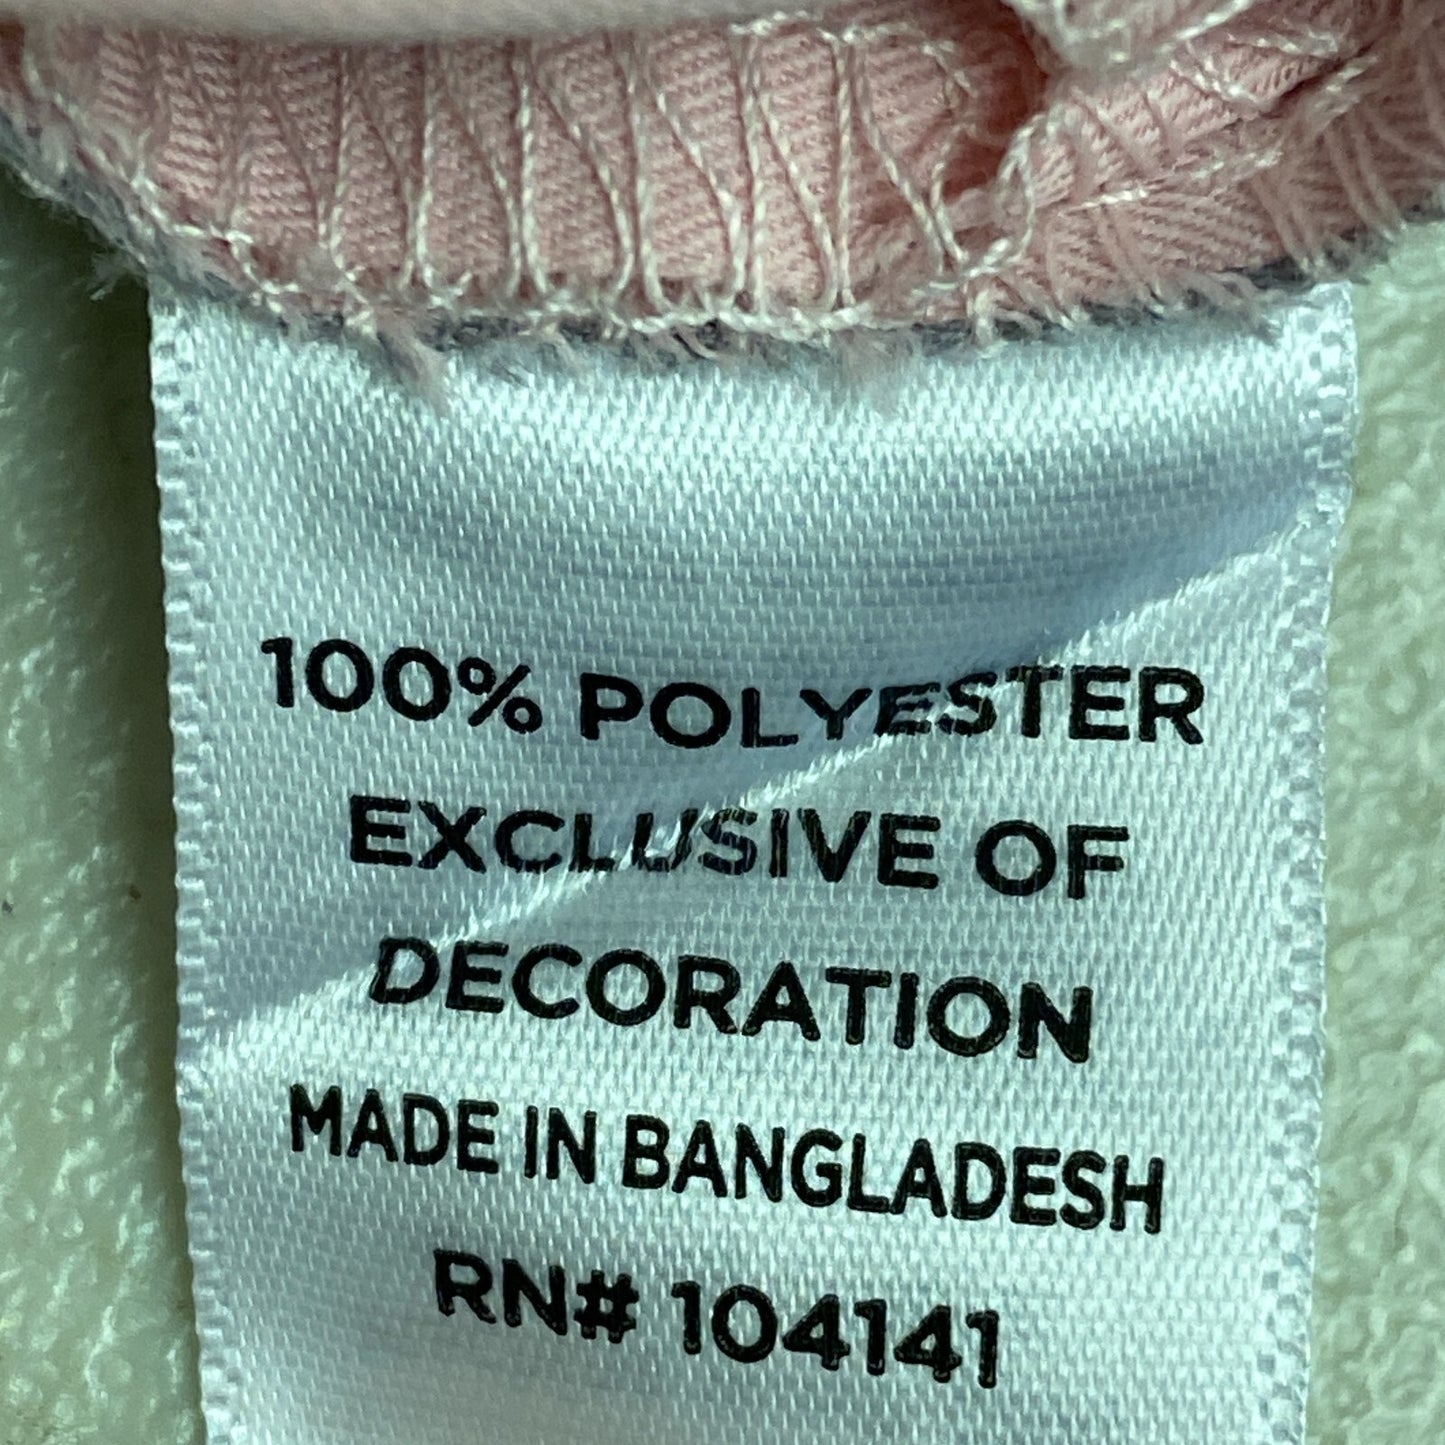 100% POLYESTER
EXCLUSIVE OF
DECORATION
MADE IN BANGLADESH
RN# 104141